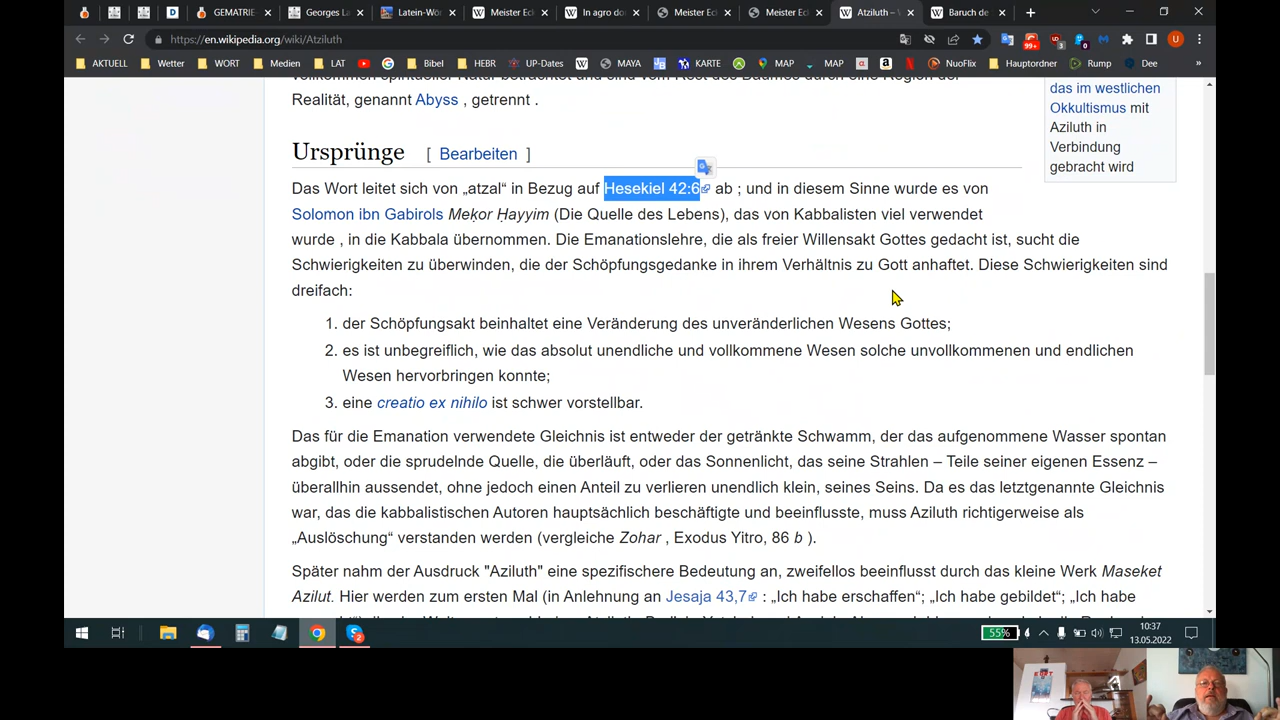 GEMATRIE-
Georges La
Latein-Wör
Meister Eck
In agro do
Meister Ec
Meister Ec
Atziluth – V
Baruch de
https://en.wikipedia.org/wiki/Atziluth
99+
3
0
U
AKTUELL
Wetter
WORT
Medien
LAT
Bibel
HEBR
UP-Dates
MAYA
KARTE
MAP
MAP
NuoFlix
Hauptordner
Rump
Dee
»
Realität, genannt Abyss , getrennt .
das im westlichen
Okkultismus mit
Aziluth in
Verbindung
gebracht wird
Ursprünge [ Bearbeiten ]
Das Wort leitet sich von „atzal“ in Bezug auf Hesekiel 42:6 ab ; und in diesem Sinne wurde es von
Solomon ibn Gabirols Meḳor Ḥayyim (Die Quelle des Lebens), das von Kabbalisten viel verwendet
wurde , in die Kabbala übernommen. Die Emanationslehre, die als freier Willensakt Gottes gedacht ist, sucht die
Schwierigkeiten zu überwinden, die der Schöpfungsgedanke in ihrem Verhältnis zu Gott anhaftet. Diese Schwierigkeiten sind
dreifach:
1. der Schöpfungsakt beinhaltet eine Veränderung des unveränderlichen Wesens Gottes;
2. es ist unbegreiflich, wie das absolut unendliche und vollkommene Wesen solche unvollkommenen und endlichen
Wesen hervorbringen konnte;
3. eine creatio ex nihilo ist schwer vorstellbar.
Das für die Emanation verwendete Gleichnis ist entweder der getränkte Schwamm, der das aufgenommene Wasser spontan
abgibt, oder die sprudelnde Quelle, die überläuft, oder das Sonnenlicht, das seine Strahlen – Teile seiner eigenen Essenz –
überallhin aussendet, ohne jedoch einen Anteil zu verlieren unendlich klein, seines Seins. Da es das letztgenannte Gleichnis
war, das die kabbalistischen Autoren hauptsächlich beschäftigte und beeinflusste, muss Aziluth richtigerweise als
„Auslöschung“ verstanden werden (vergleiche Zohar , Exodus Yitro, 86 b ).
Später nahm der Ausdruck "Aziluth" eine spezifischere Bedeutung an, zweifellos beeinflusst durch das kleine Werk Maseket
Azilut. Hier werden zum ersten Mal (in Anlehnung an Jesaja 43,7 : „Ich habe erschaffen“; „Ich habe gebildet“; „Ich habe
55%
10:37
13.05.2022